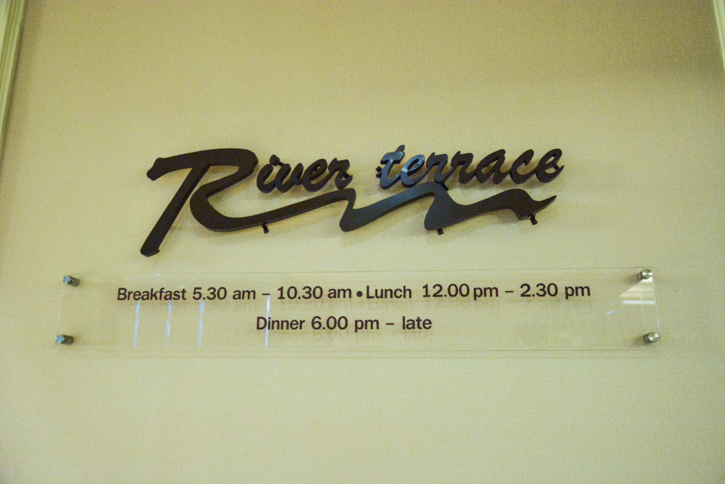 River terrace
Breakfast 5.30 am – 10.30 am • Lunch 12.00 pm – 2.30 pm
Dinner 6.00 pm – late